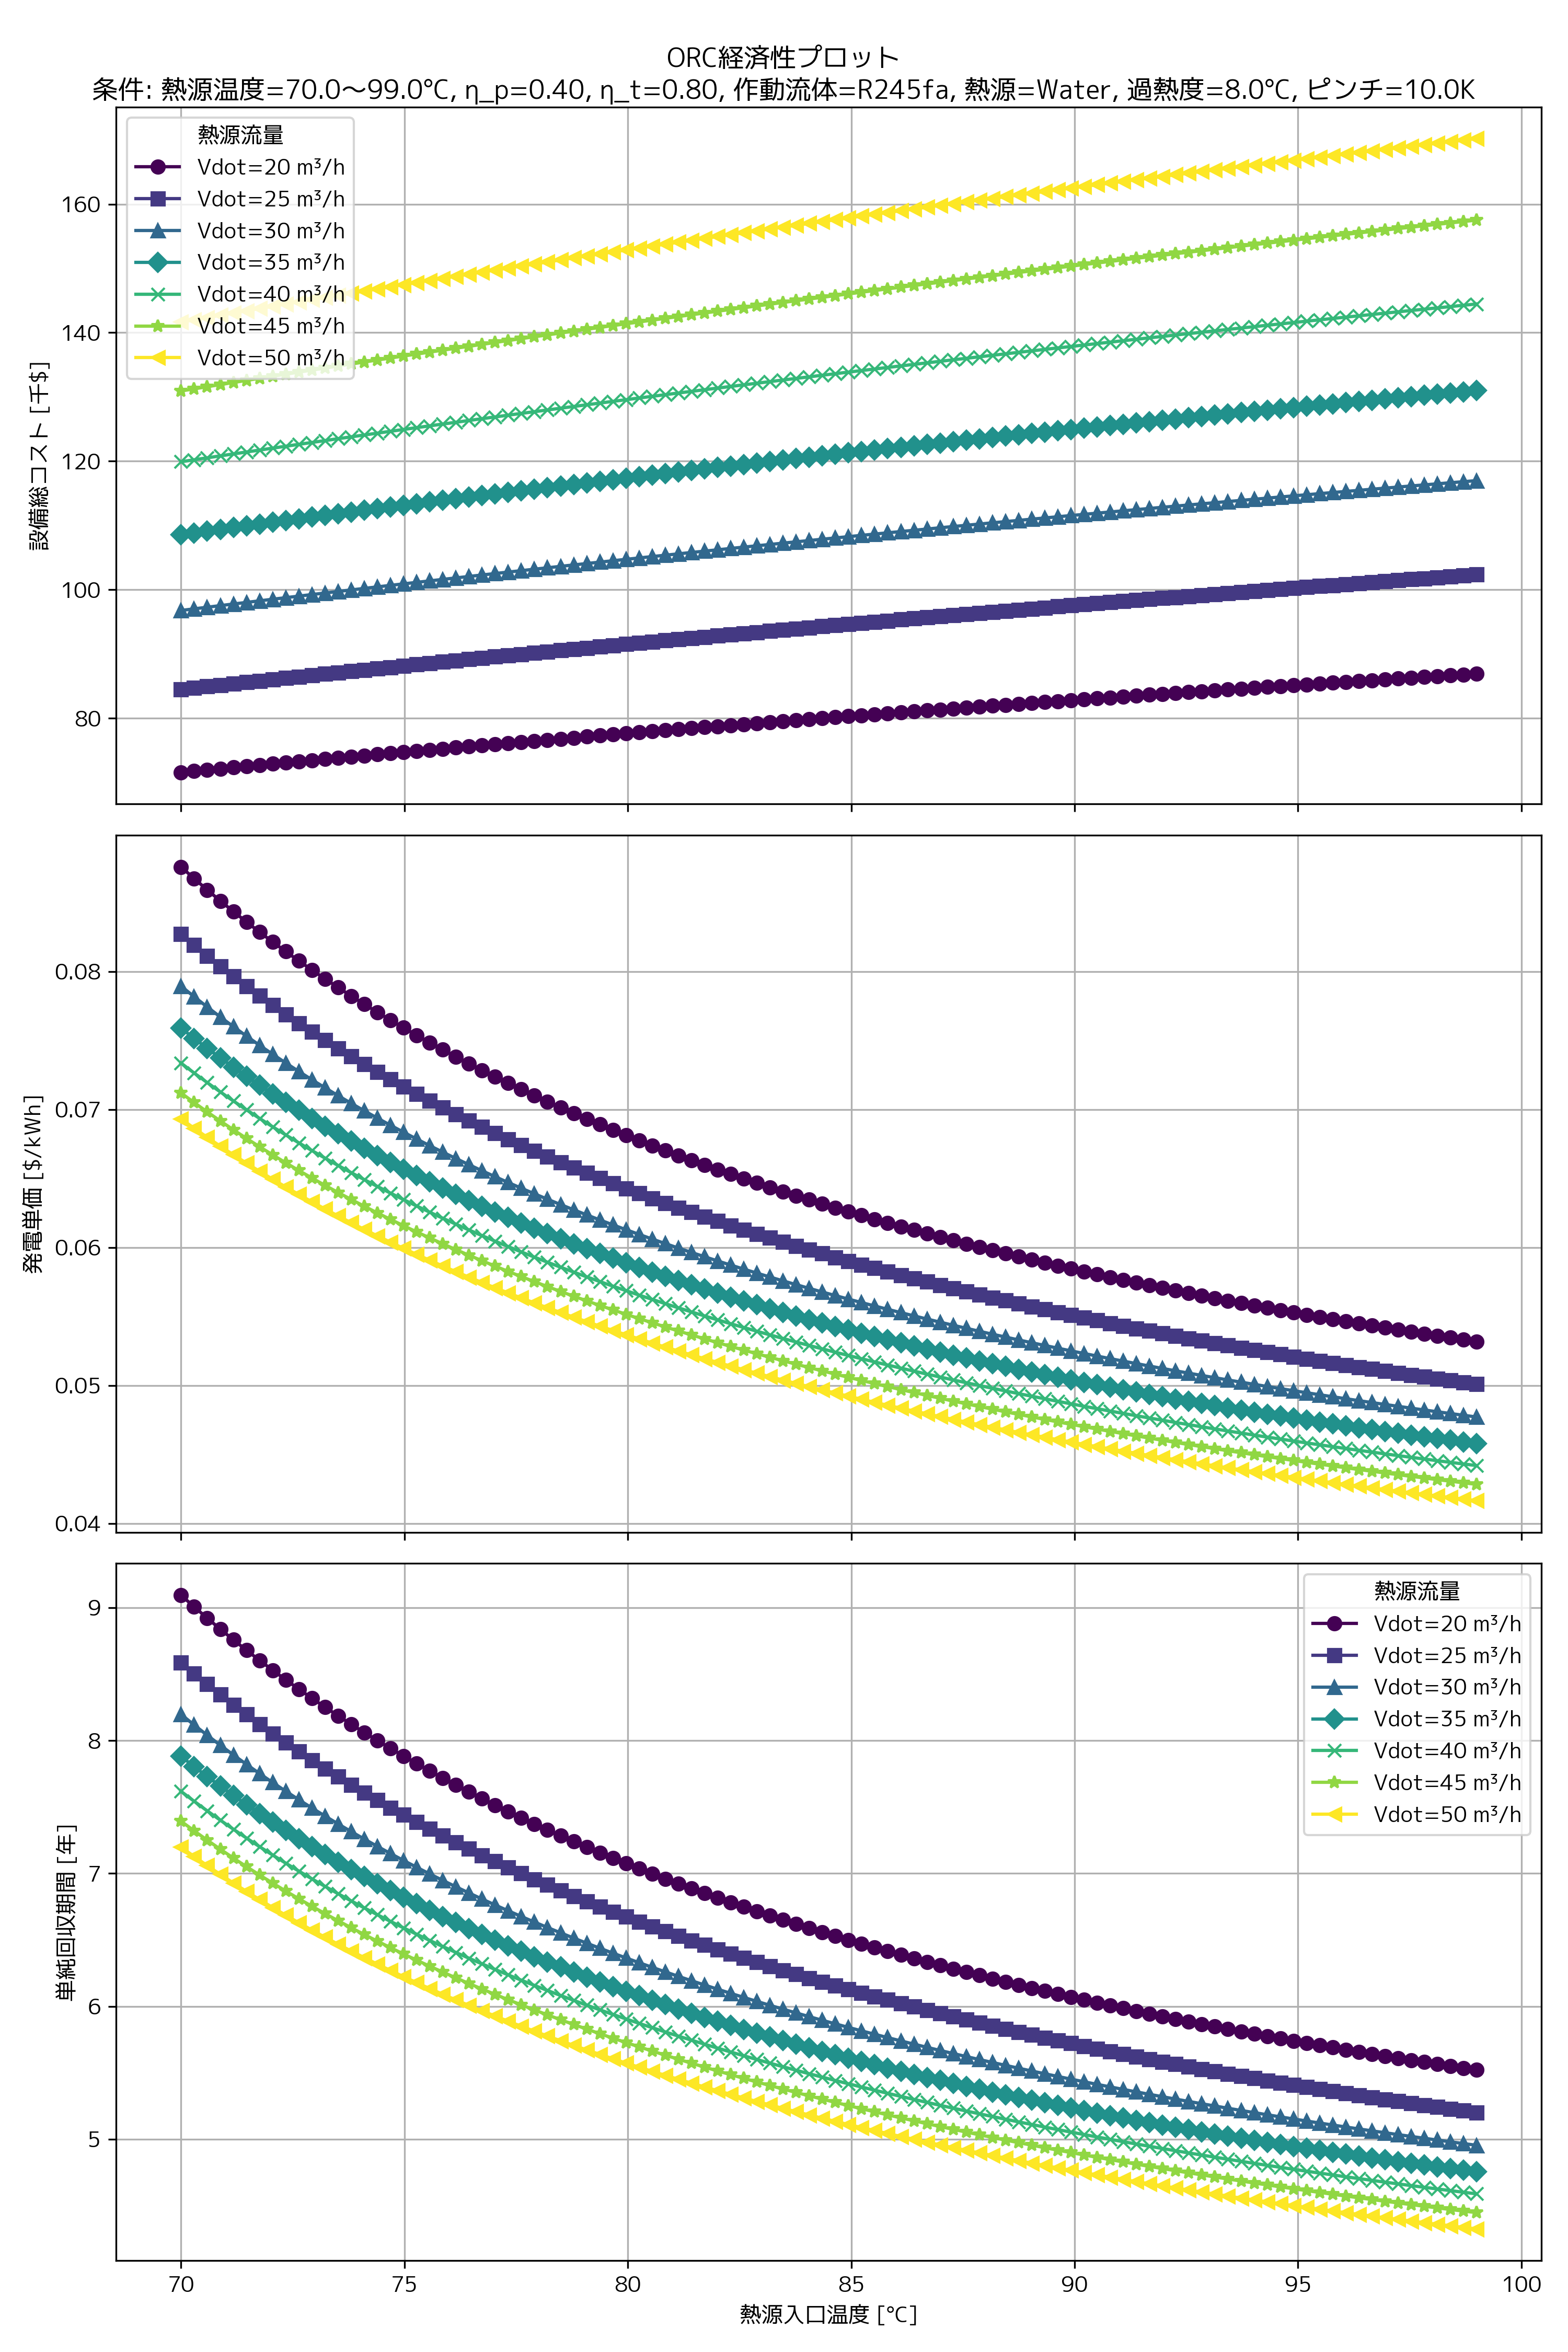 ORC経済性プロット
条件: 熱源温度=70.0～99.0℃, η_p=0.40, η_t=0.80, 作動流体=R245fa, 熱源=Water, 過熱度=8.0℃, ピンチ=10.0K
熱源流量
Vdot=20 m³/h
Vdot=25 m³/h
Vdot=30 m³/h
Vdot=35 m³/h
Vdot=40 m³/h
Vdot=45 m³/h
Vdot=50 m³/h
160
140
120
100
80
設備総コスト [千$]
0.08
0.07
0.06
0.05
0.04
発電単価 [$/kWh]
熱源流量
Vdot=20 m³/h
Vdot=25 m³/h
Vdot=30 m³/h
Vdot=35 m³/h
Vdot=40 m³/h
Vdot=45 m³/h
Vdot=50 m³/h
9
8
7
6
5
単純回収期間 [年]
70 75 80 85 90 95 100
熱源入口温度 [℃]